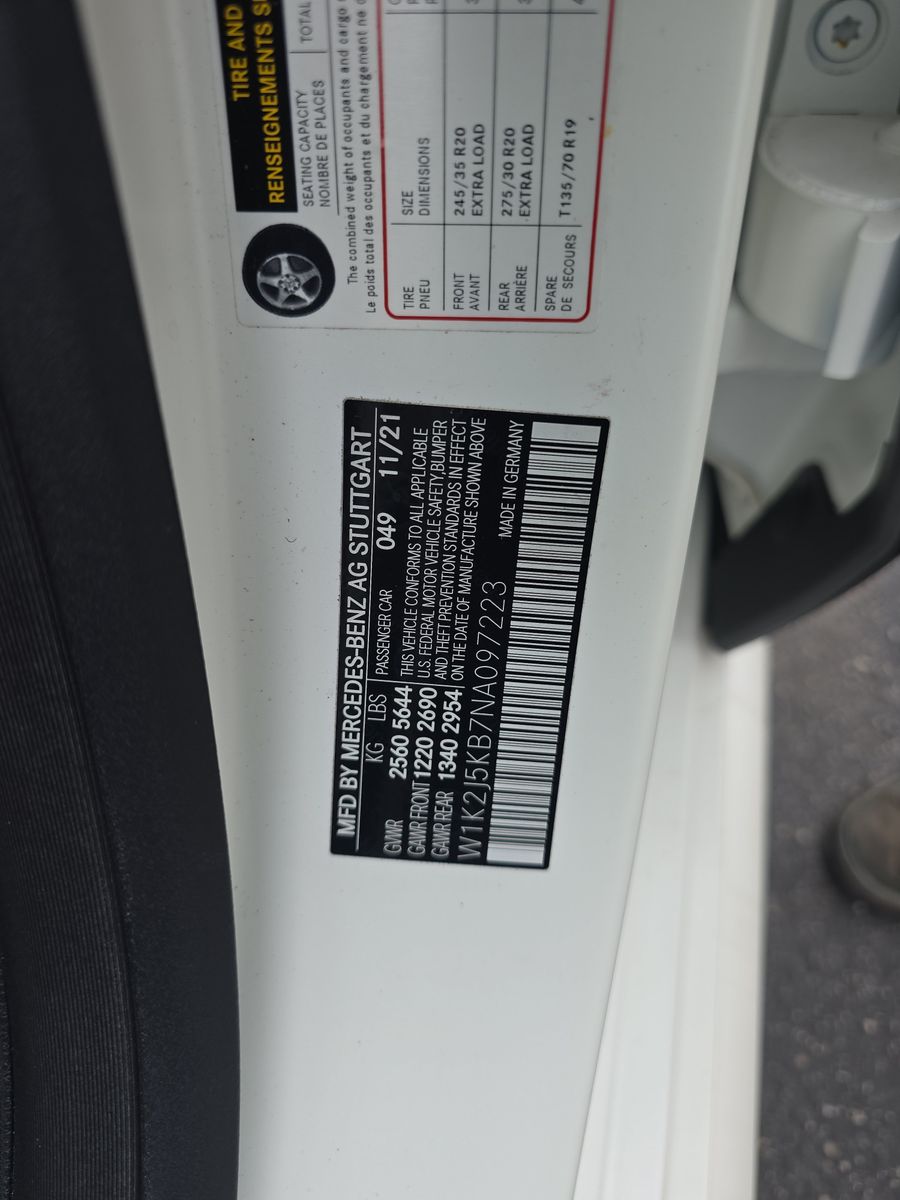 TIRE AND
RENSEIGNEMENTS
SEATING CAPACITY
NOMBRE DE PLACES
TOTAL
The combined weight of occupants and cargo
Le poids total des occupants et du chargement ne
TIRE
PNEU
SIZE
DIMENSIONS
FRONT
AVANT
245/35 R20
EXTRA LOAD
REAR
ARRIÈRE
275/30 R20
EXTRA LOAD
SPARE
DE SECOURS
T135/70 R19
MFD BY MERCEDES-BENZ AG STUTTGART
KG LBS PASSENGER CAR 049 11/21
GWR 2560 5644 THIS VEHICLE CONFORMS TO ALL APPLICABLE
GAWR FRONT 1220 2690 U.S. FEDERAL MOTOR VEHICLE SAFETY,BUMPER
GAWR REAR 1340 2954 AND THEFT PREVENTION STANDARDS IN EFFECT
ON THE DATE OF MANUFACTURE SHOWN ABOVE
W1K2J5KB7NA097223 MADE IN GERMANY